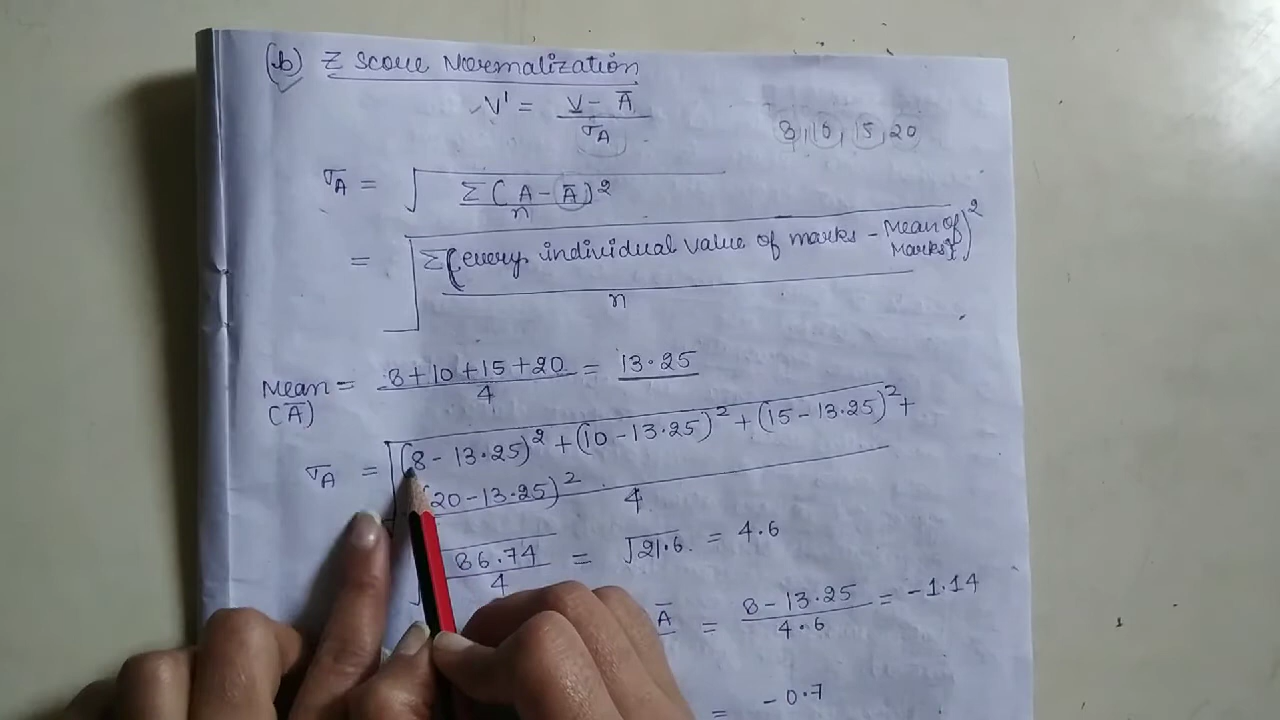 (b) Z Score Normalization
V' = V - A̅ / σA
8, 10, 15, 20
σA = √ Σ(A - A̅)² / n
= √ Σ(every individual value of marks - Mean of Marks)² / n
Mean (A̅) = 8+10+15+20 / 4 = 13.25
σA = √ (8 - 13.25)² + (10 - 13.25)² + (15 - 13.25)² +
(20 - 13.25)² / 4
√ 86.74 / 4 = √21.6 = 4.6
A̅ = 8 - 13.25 / 4.6 = -1.14
= -0.7